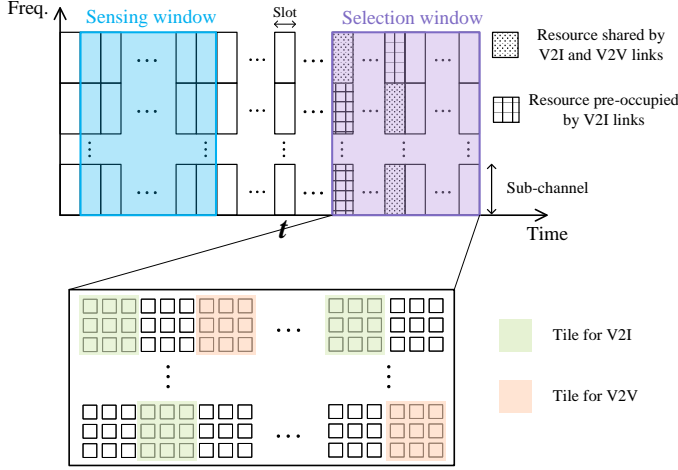 Freq.
Sensing window
Slot
Selection window
Resource shared by
V2I and V2V links
Resource pre-occupied
by V2I links
Sub-channel
t
Time
Tile for V2I
Tile for V2V